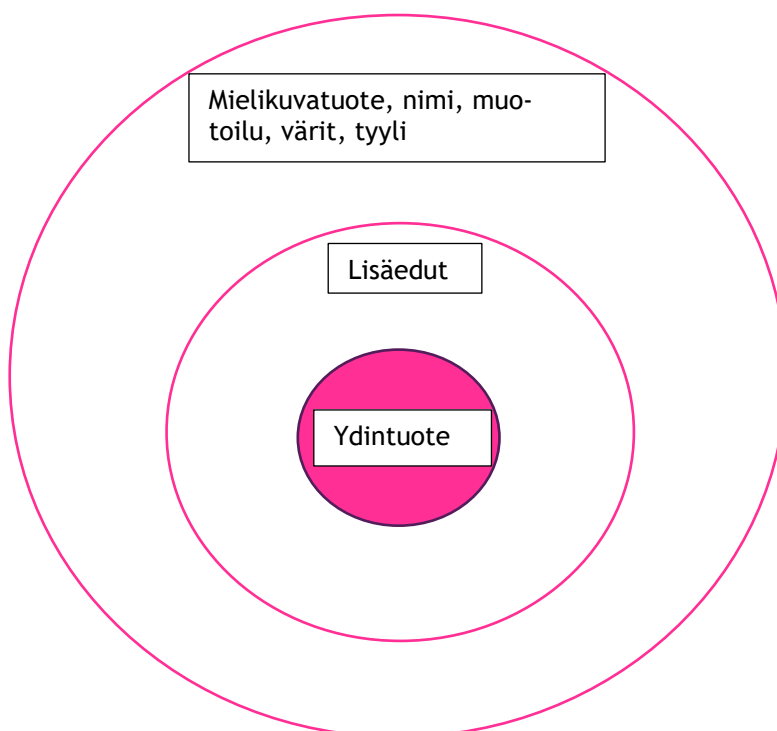 Mielikuvatuote, nimi, muo-
toilu, värit, tyyli
Lisäedut
Ydintuote